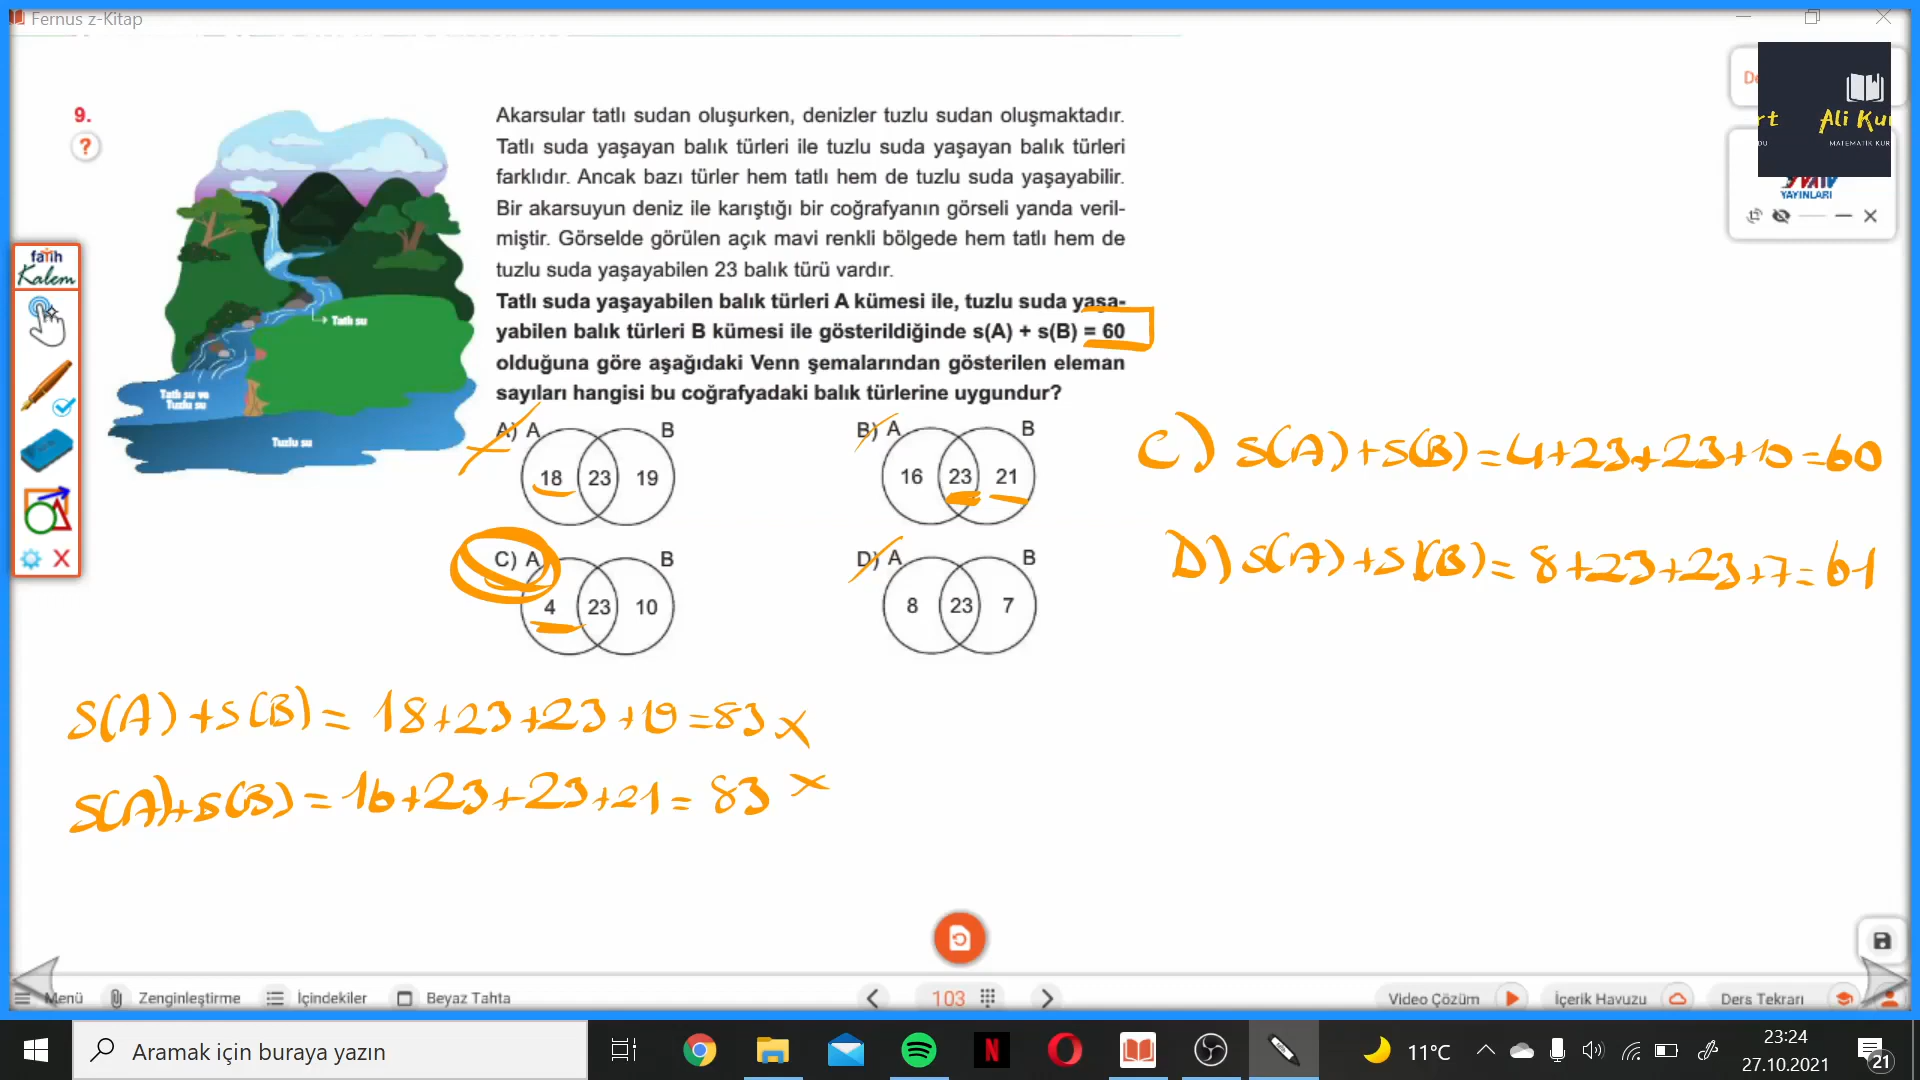 Fernus z-Kitap
9.
?
Akarsular tatlı sudan oluşurken, denizler tuzlu sudan oluşmaktadır.
Tatlı suda yaşayan balık türleri ile tuzlu suda yaşayan balık türleri
farklıdır. Ancak bazı türler hem tatlı hem de tuzlu suda yaşayabilir.
Bir akarsuyun deniz ile karıştığı bir coğrafyanın görseli yanda veril-
miştir. Görselde görülen açık mavi renkli bölgede hem tatlı hem de
tuzlu suda yaşayabilen 23 balık türü vardır.
Tatlı suda yaşayabilen balık türleri A kümesi ile, tuzlu suda yaşa-
yabilen balık türleri B kümesi ile gösterildiğinde s(A) + s(B) = 60
olduğuna göre aşağıdaki Venn şemalarından gösterilen eleman
sayıları hangisi bu coğrafyadaki balık türlerine uygundur?
Tatlı su
Tatlı su ve
Tuzlu su
Tuzlu su
A) A B
18 23 19
B) A B
16 23 21
C) A B
4 23 10
D) A B
8 23 7
C) S(A)+S(B)=4+23+23+10=60
D) S(A)+S(B)=8+23+23+7=61
S(A)+S(B)=18+23+23+19=83 x
S(A)+S(B)=16+23+23+21=83 x
fatih
Kalem
De
rt Ali Ku
DU MATEMATIK KUR
YAYINLARI
Menü
Zenginleştirme
İçindekiler
Beyaz Tahta
103
Video Çözüm
İçerik Havuzu
Ders Tekrarı
Aramak için buraya yazın
N
11°C
23:24
27.10.2021
21